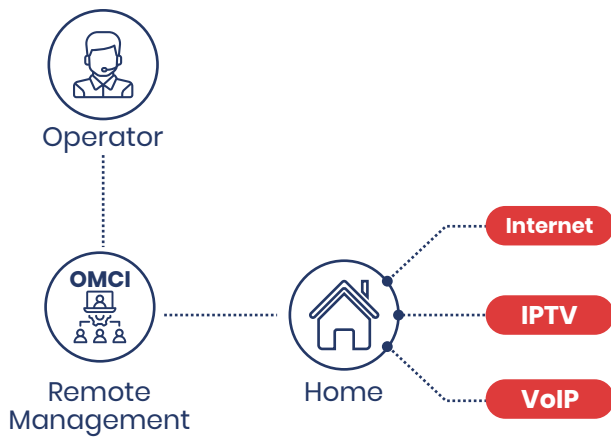 Operator
OMCI
Remote
Management
Home
Internet
IPTV
VoIP